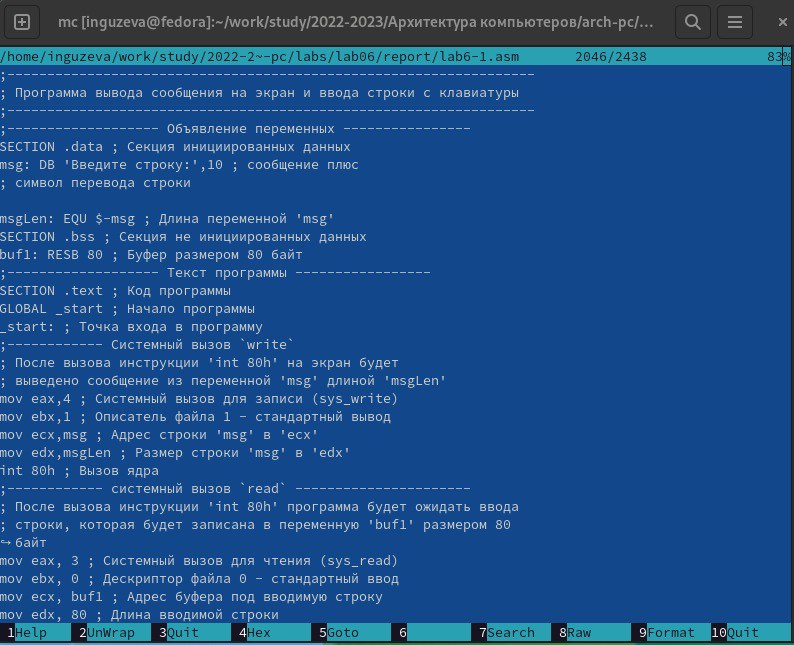 mc [inguzeva@fedora]:~/work/study/2022-2023/Архитектура компьютеров/arch-pc/...
/home/inguzeva/work/study/2022-2~-pc/labs/lab06/report/lab6-1.asm 2046/2438 83%
;------------------------------------------------------------------
; Программа вывода сообщения на экран и ввода строки с клавиатуры
;------------------------------------------------------------------
;------------------- Объявление переменных ----------------
SECTION .data ; Секция инициированных данных
msg: DB 'Введите строку:',10 ; сообщение плюс
; символ перевода строки
msgLen: EQU $-msg ; Длина переменной 'msg'
SECTION .bss ; Секция не инициированных данных
buf1: RESB 80 ; Буфер размером 80 байт
;------------------- Текст программы -----------------
SECTION .text ; Код программы
GLOBAL _start ; Начало программы
_start: ; Точка входа в программу
;------------ Системный вызов `write`
; После вызова инструкции 'int 80h' на экран будет
; выведено сообщение из переменной 'msg' длиной 'msgLen'
mov eax,4 ; Системный вызов для записи (sys_write)
mov ebx,1 ; Описатель файла 1 - стандартный вывод
mov ecx,msg ; Адрес строки 'msg' в 'ecx'
mov edx,msgLen ; Размер строки 'msg' в 'edx'
int 80h ; Вызов ядра
;------------ системный вызов `read` ----------------------
; После вызова инструкции 'int 80h' программа будет ожидать ввода
; строки, которая будет записана в переменную 'buf1' размером 80
↪ байт
mov eax, 3 ; Системный вызов для чтения (sys_read)
mov ebx, 0 ; Дескриптор файла 0 - стандартный ввод
mov ecx, buf1 ; Адрес буфера под вводимую строку
mov edx, 80 ; Длина вводимой строки
1Help 2UnWrap 3Quit 4Hex 5Goto 6 7Search 8Raw 9Format 10Quit